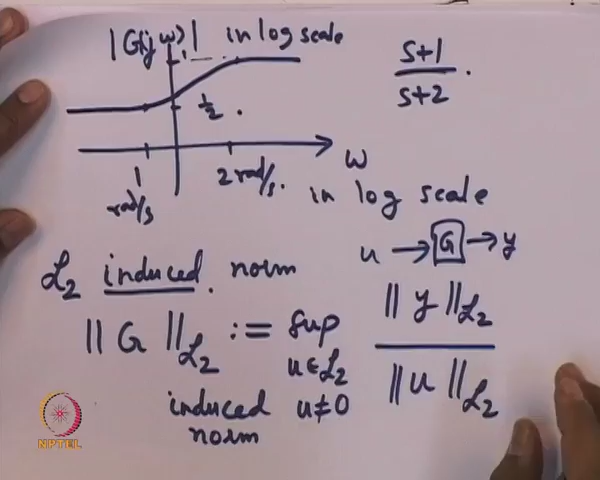 |G(jω)| in log scale
s+1
s+2 .
1
1/2 .
ω
1 rad/s
2 rad/s.
in log scale
u → G → y
L₂ induced norm
||G||L₂ := sup ||y||L₂ / ||u||L₂
u∈L₂
induced u≠0
norm
NPTEL